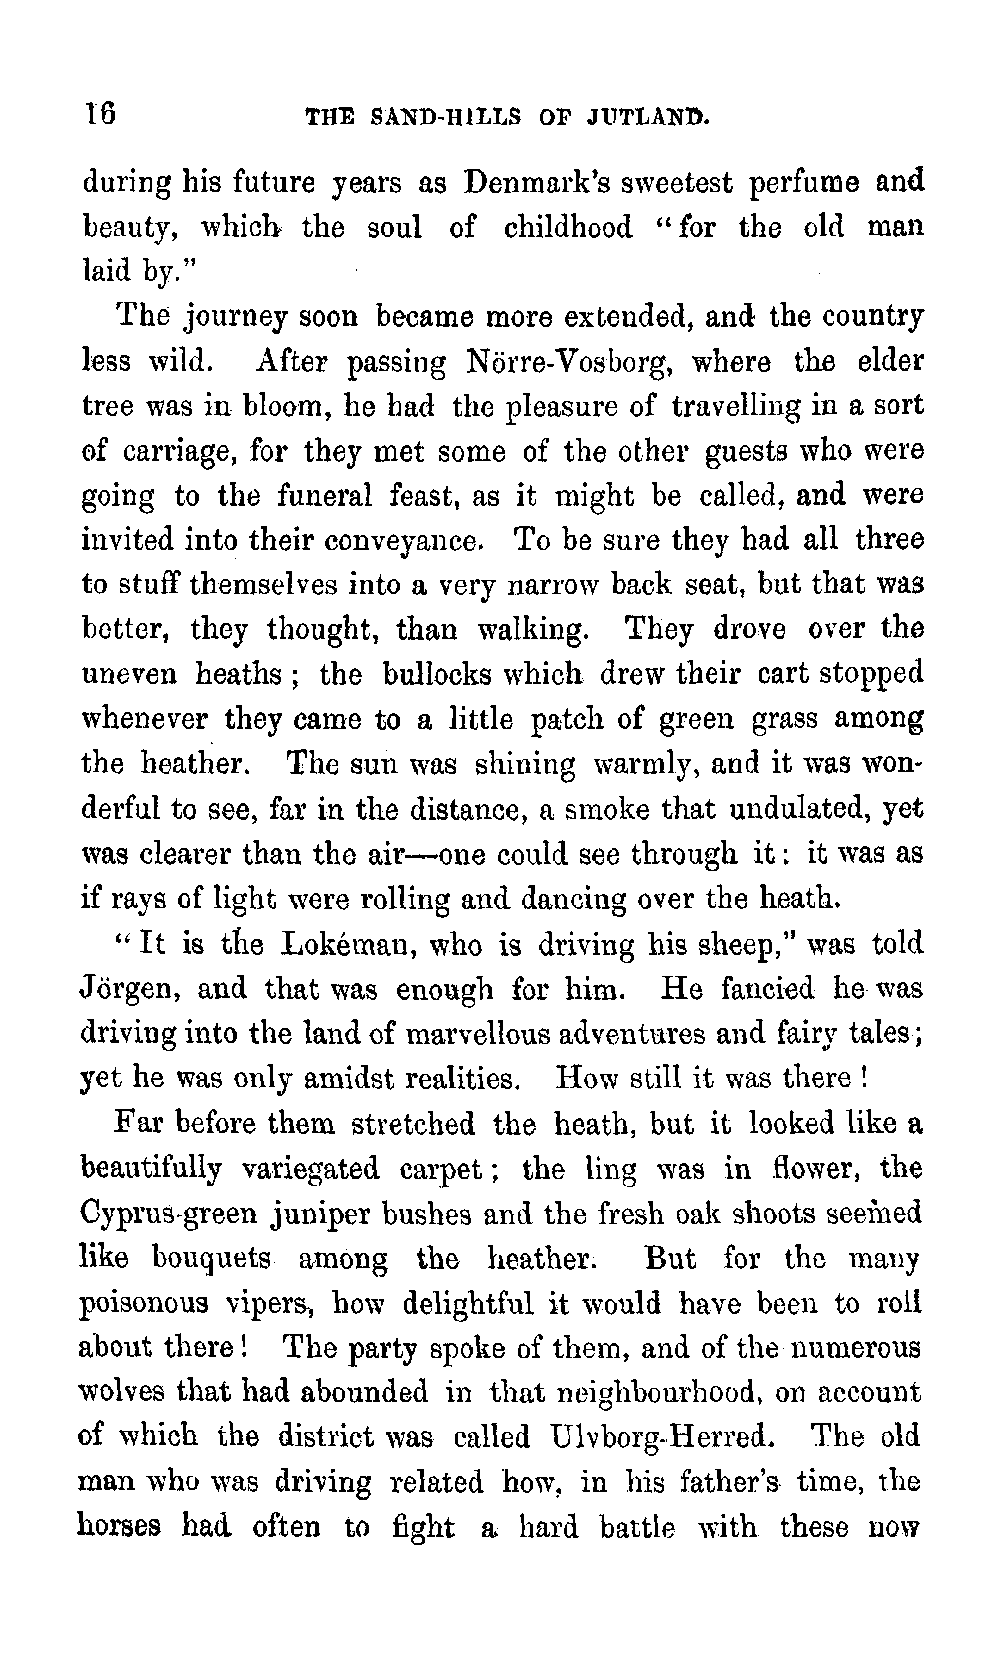 16 THE SAND-HILLS OF JUTLAND.
during his future years as Denmark's sweetest perfume and
beauty, which the soul of childhood “for the old man
laid by.”
The journey soon became more extended, and the country
less wild. After passing Nörre-Vosborg, where the elder
tree was in bloom, he had the pleasure of travelling in a sort
of carriage, for they met some of the other guests who were
going to the funeral feast, as it might be called, and were
invited into their conveyance. To be sure they had all three
to stuff themselves into a very narrow back seat, but that was
better, they thought, than walking. They drove over the
uneven heaths ; the bullocks which drew their cart stopped
whenever they came to a little patch of green grass among
the heather. The sun was shining warmly, and it was won-
derful to see, far in the distance, a smoke that undulated, yet
was clearer than the air—one could see through it : it was as
if rays of light were rolling and dancing over the heath.
“It is the Lokéman, who is driving his sheep,” was told
Jörgen, and that was enough for him. He fancied he was
driving into the land of marvellous adventures and fairy tales ;
yet he was only amidst realities. How still it was there !
Far before them stretched the heath, but it looked like a
beautifully variegated carpet ; the ling was in flower, the
Cyprus-green juniper bushes and the fresh oak shoots seemed
like bouquets among the heather. But for the many
poisonous vipers, how delightful it would have been to roll
about there ! The party spoke of them, and of the numerous
wolves that had abounded in that neighbourhood, on account
of which the district was called Ulvborg-Herred. The old
man who was driving related how, in his father's time, the
horses had often to fight a hard battle with these now